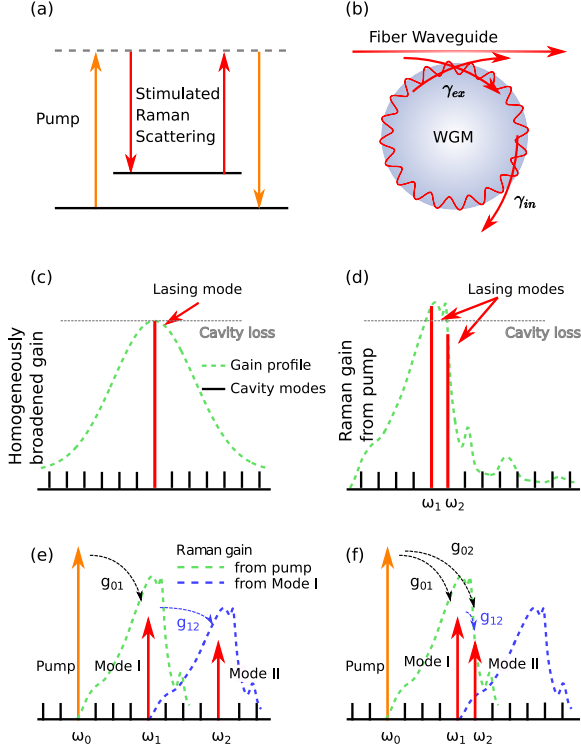 (a)
Pump
Stimulated
Raman
Scattering
(b)
Fiber Waveguide
γex
WGM
γin
(c)
Lasing mode
Cavity loss
Gain profile
Cavity modes
Homogeneously
broadened gain
(d)
Lasing modes
Cavity loss
Raman gain
from pump
ω1 ω2
(e)
Raman gain
from pump
from Mode I
g01
g12
Pump
Mode I
Mode II
ω0 ω1 ω2
(f)
g02
g01
g12
Pump
Mode I
Mode II
ω0 ω1 ω2